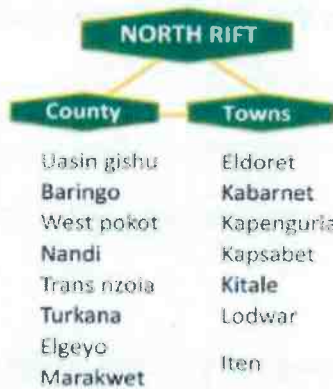 NORTH RIFT
County Towns
Uasin gishu Eldoret
Baringo Kabarnet
West pokot Kapenguria
Nandi Kapsabet
Trans nzoia Kitale
Turkana Lodwar
Elgeyo
Marakwet Iten